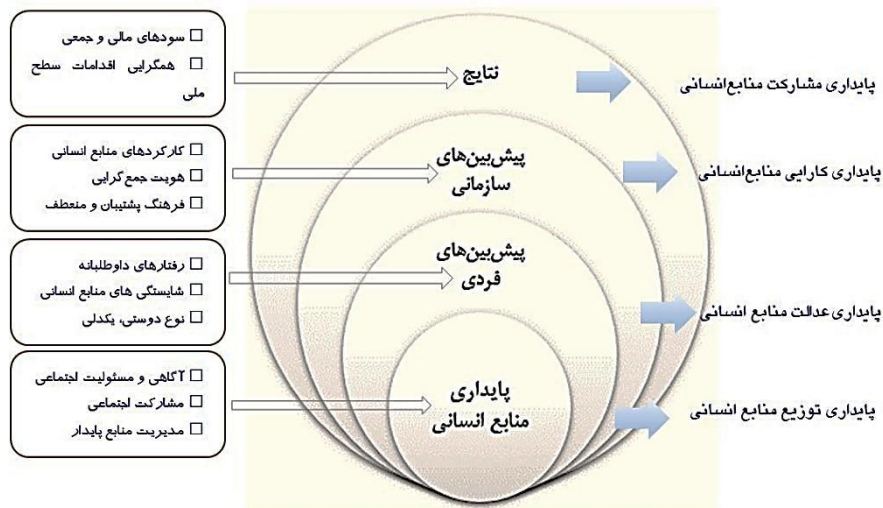 ☐ سودهای مالی و جمعی
☐ همگرایی اقدامات سطح
ملی
نتایج
پایداری مشارکت منابع‌انسانی
☐ کارکردهای منابع انسانی
☐ هویت جمع‌گرایی
☐ فرهنگ پشتیبان و منعطف
پیش‌بین‌های
سازمانی
پایداری کارایی منابع‌انسانی
☐ رفتارهای داوطلبانه
☐ شایستگی های منابع انسانی
☐ نوع دوستی، یکدلی
پیش‌بین‌های
فردی
پایداری عدالت منابع انسانی
☐ آگاهی و مسئولیت اجتماعی
☐ مشارکت اجتماعی
☐ مدیریت منابع پایدار
پایداری
منابع انسانی
پایداری توزیع منابع انسانی